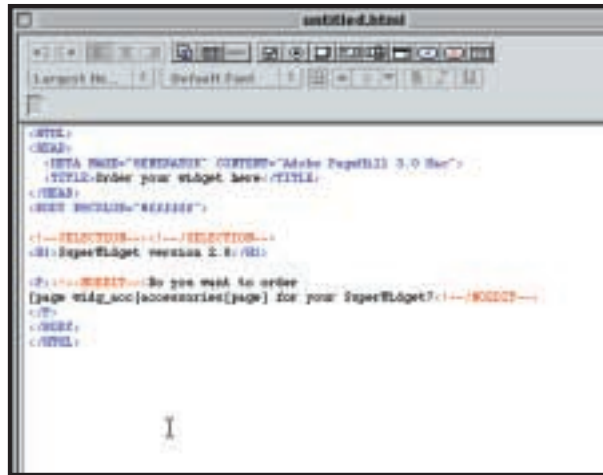 untitled.html
Largest He...
Default Font
B I
<HTML>
<HEAD>
<META NAME="GENERATOR" CONTENT="Adobe PageMill 3.0 Mac">
<TITLE>Order your widget here</TITLE>
</HEAD>
<BODY BGCOLOR="#ffffff">
<!--SELECTION--><!--/SELECTION-->
<H1>SuperWidget version 2.0</H1>
<P><!--NOEDIT-->Do you want to order
[page widg_acc|accessories|page] for your SuperWidget?<!--/NOEDIT-->
</P>
</BODY>
</HTML>